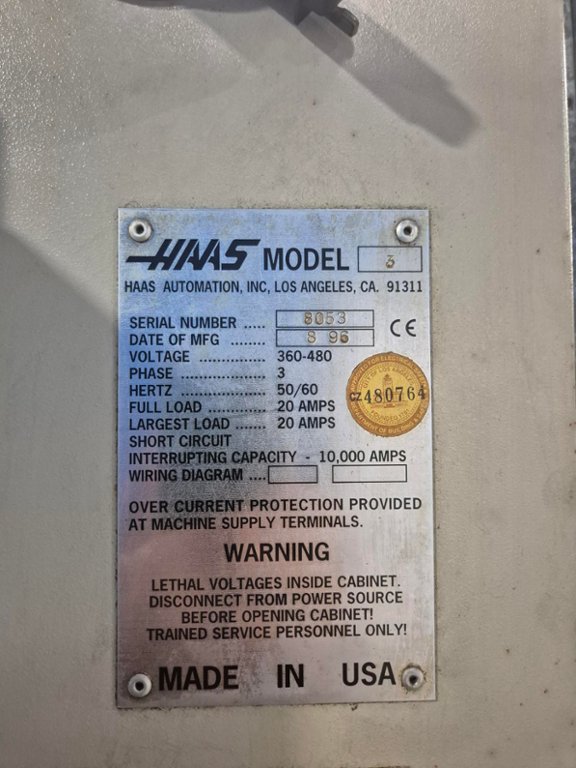 HAAS MODEL 3
HAAS AUTOMATION, INC, LOS ANGELES, CA. 91311
SERIAL NUMBER ..... 8053
DATE OF MFG ........ 8 96
CE
VOLTAGE ................ 360-480
PHASE .................... 3
HERTZ .................... 50/60
FULL LOAD .............. 20 AMPS
LARGEST LOAD ........ 20 AMPS
SHORT CIRCUIT
INTERRUPTING CAPACITY - 10,000 AMPS
WIRING DIAGRAM ....
CZ480764
OVER CURRENT PROTECTION PROVIDED
AT MACHINE SUPPLY TERMINALS.
WARNING
LETHAL VOLTAGES INSIDE CABINET.
DISCONNECT FROM POWER SOURCE
BEFORE OPENING CABINET!
TRAINED SERVICE PERSONNEL ONLY!
MADE IN USA